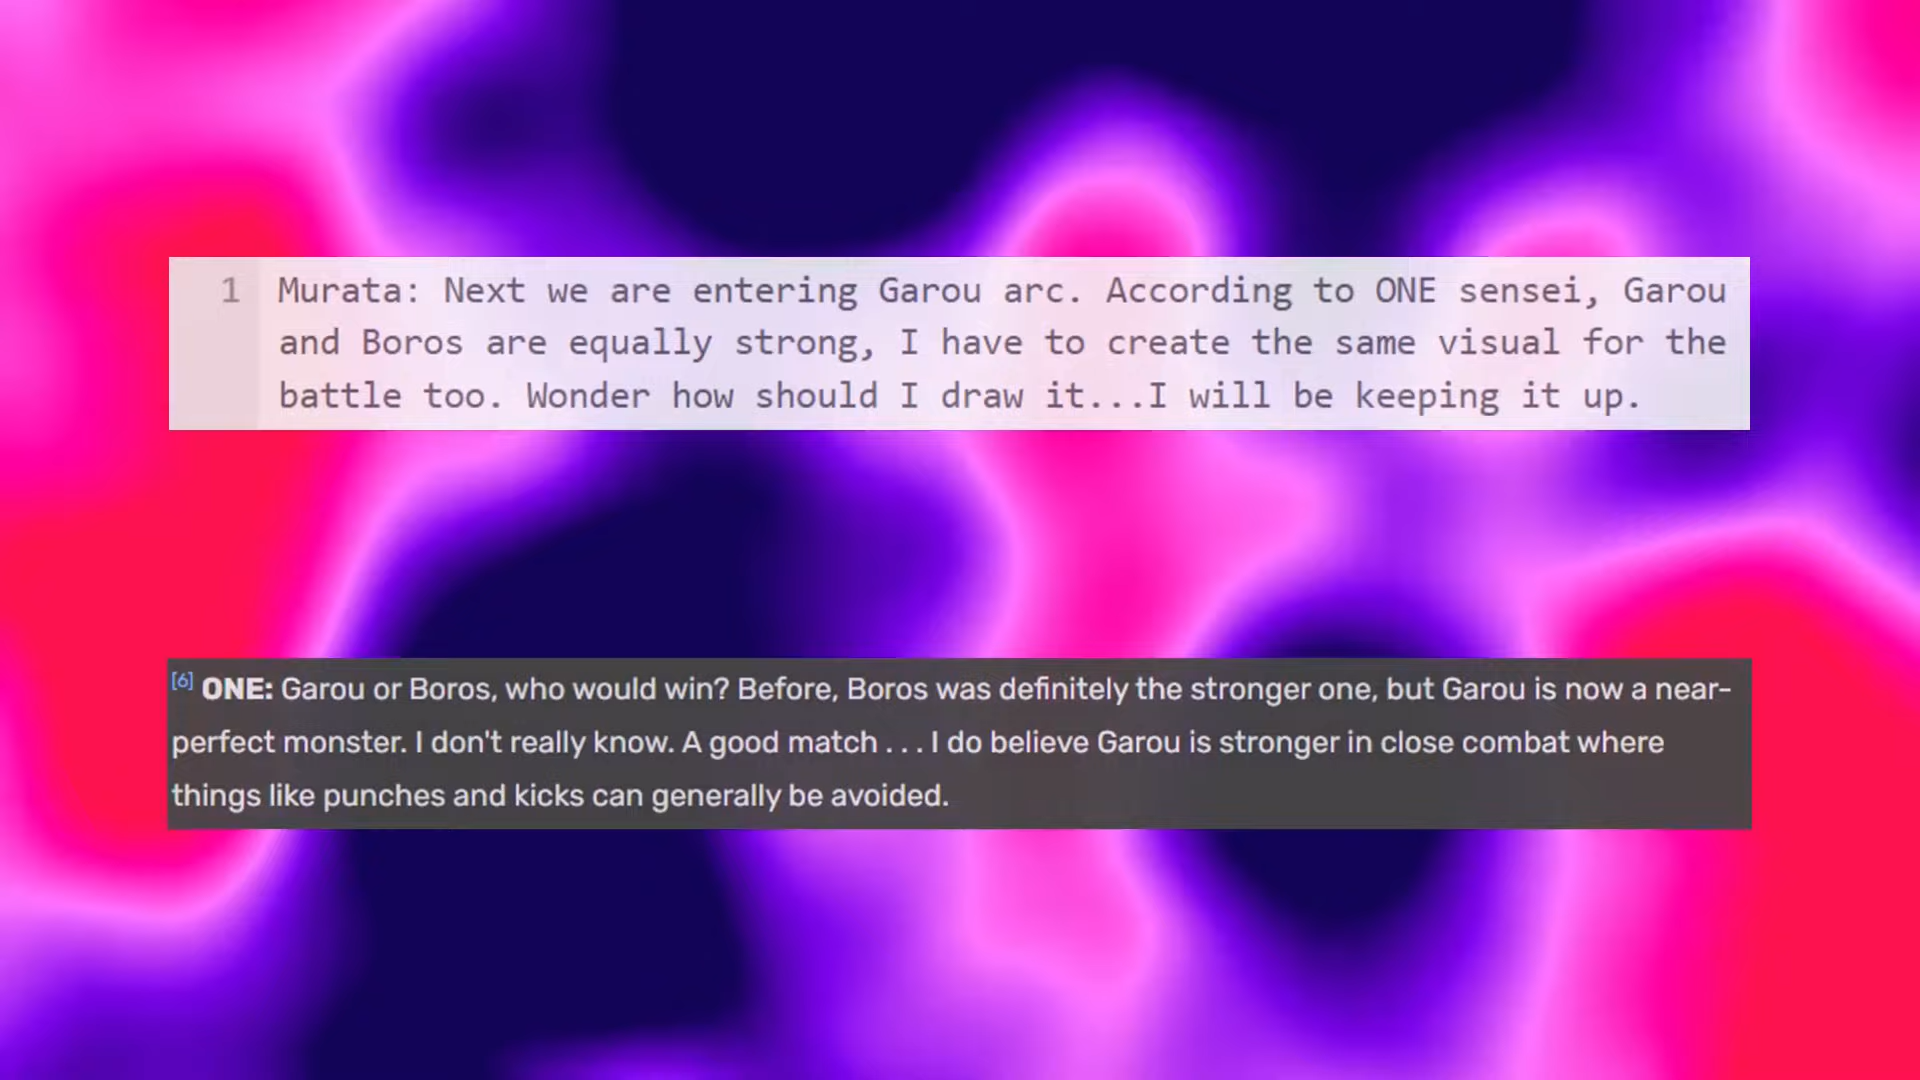 1 Murata: Next we are entering Garou arc. According to ONE sensei, Garou
and Boros are equally strong, I have to create the same visual for the
battle too. Wonder how should I draw it...I will be keeping it up.
[6] ONE: Garou or Boros, who would win? Before, Boros was definitely the stronger one, but Garou is now a near-
perfect monster. I don't really know. A good match . . . I do believe Garou is stronger in close combat where
things like punches and kicks can generally be avoided.